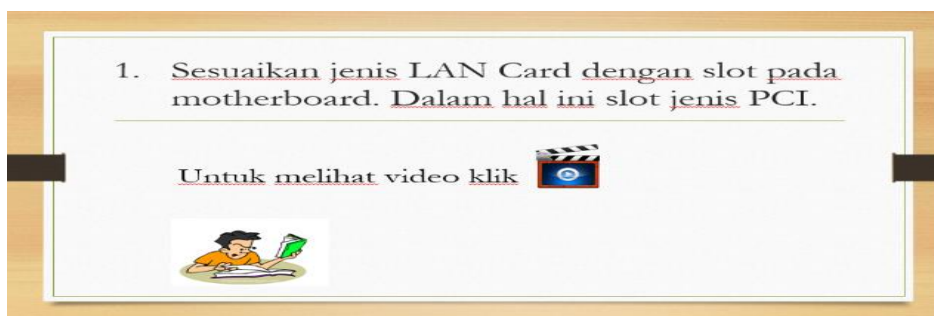 1. Sesuaikan jenis LAN Card dengan slot pada
motherboard. Dalam hal ini slot jenis PCI.
Untuk melihat video klik